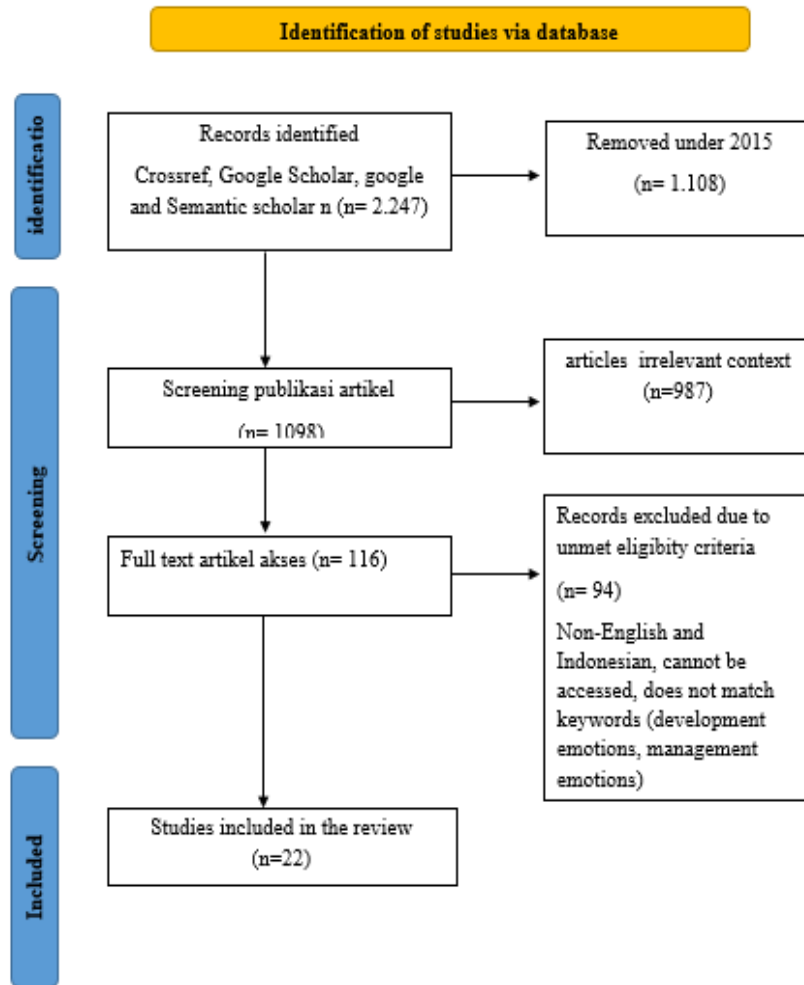 Identification of studies via database
identificatio
Records identified
Crossref, Google Scholar, google
and Semantic scholar n (n= 2.247)
Removed under 2015
(n= 1.108)
Screening
Screening publikasi artikel
(n= 1098)
articles  irrelevant context
(n=987)
Full text artikel akses (n= 116)
Records excluded due to
unmet eligibity criteria
(n= 94)
Non-English and
Indonesian, cannot be
accessed, does not match
keywords (development
emotions, management
emotions)
Included
Studies included in the review
(n=22)